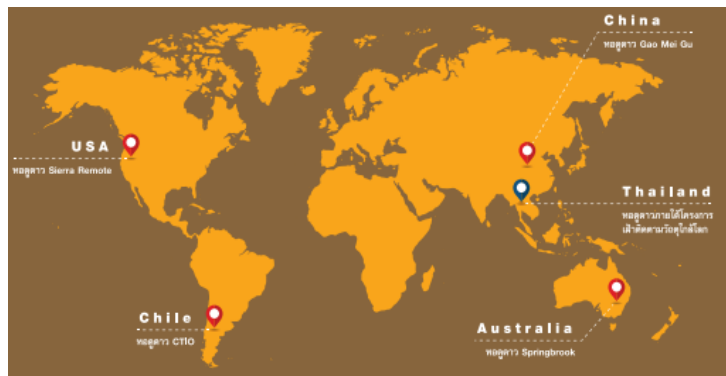 China
หอดูดาว Gao Mei Gu
USA
หอดูดาว Sierra Remote
Thailand
หอดูดาวภายใต้โครงการ
เฝ้าติดตามวัตถุใกล้โลก
Chile
หอดูดาว CTIO
Australia
หอดูดาว Springbrook